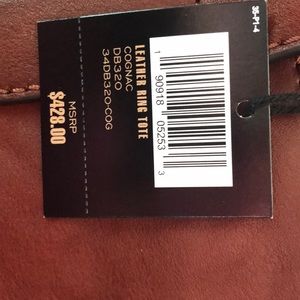 35-P1-4
LEATHER RING TOTE
COGNAC
DB320
34DB320-COG
1 90918 05253 3
MSRP
$428.00